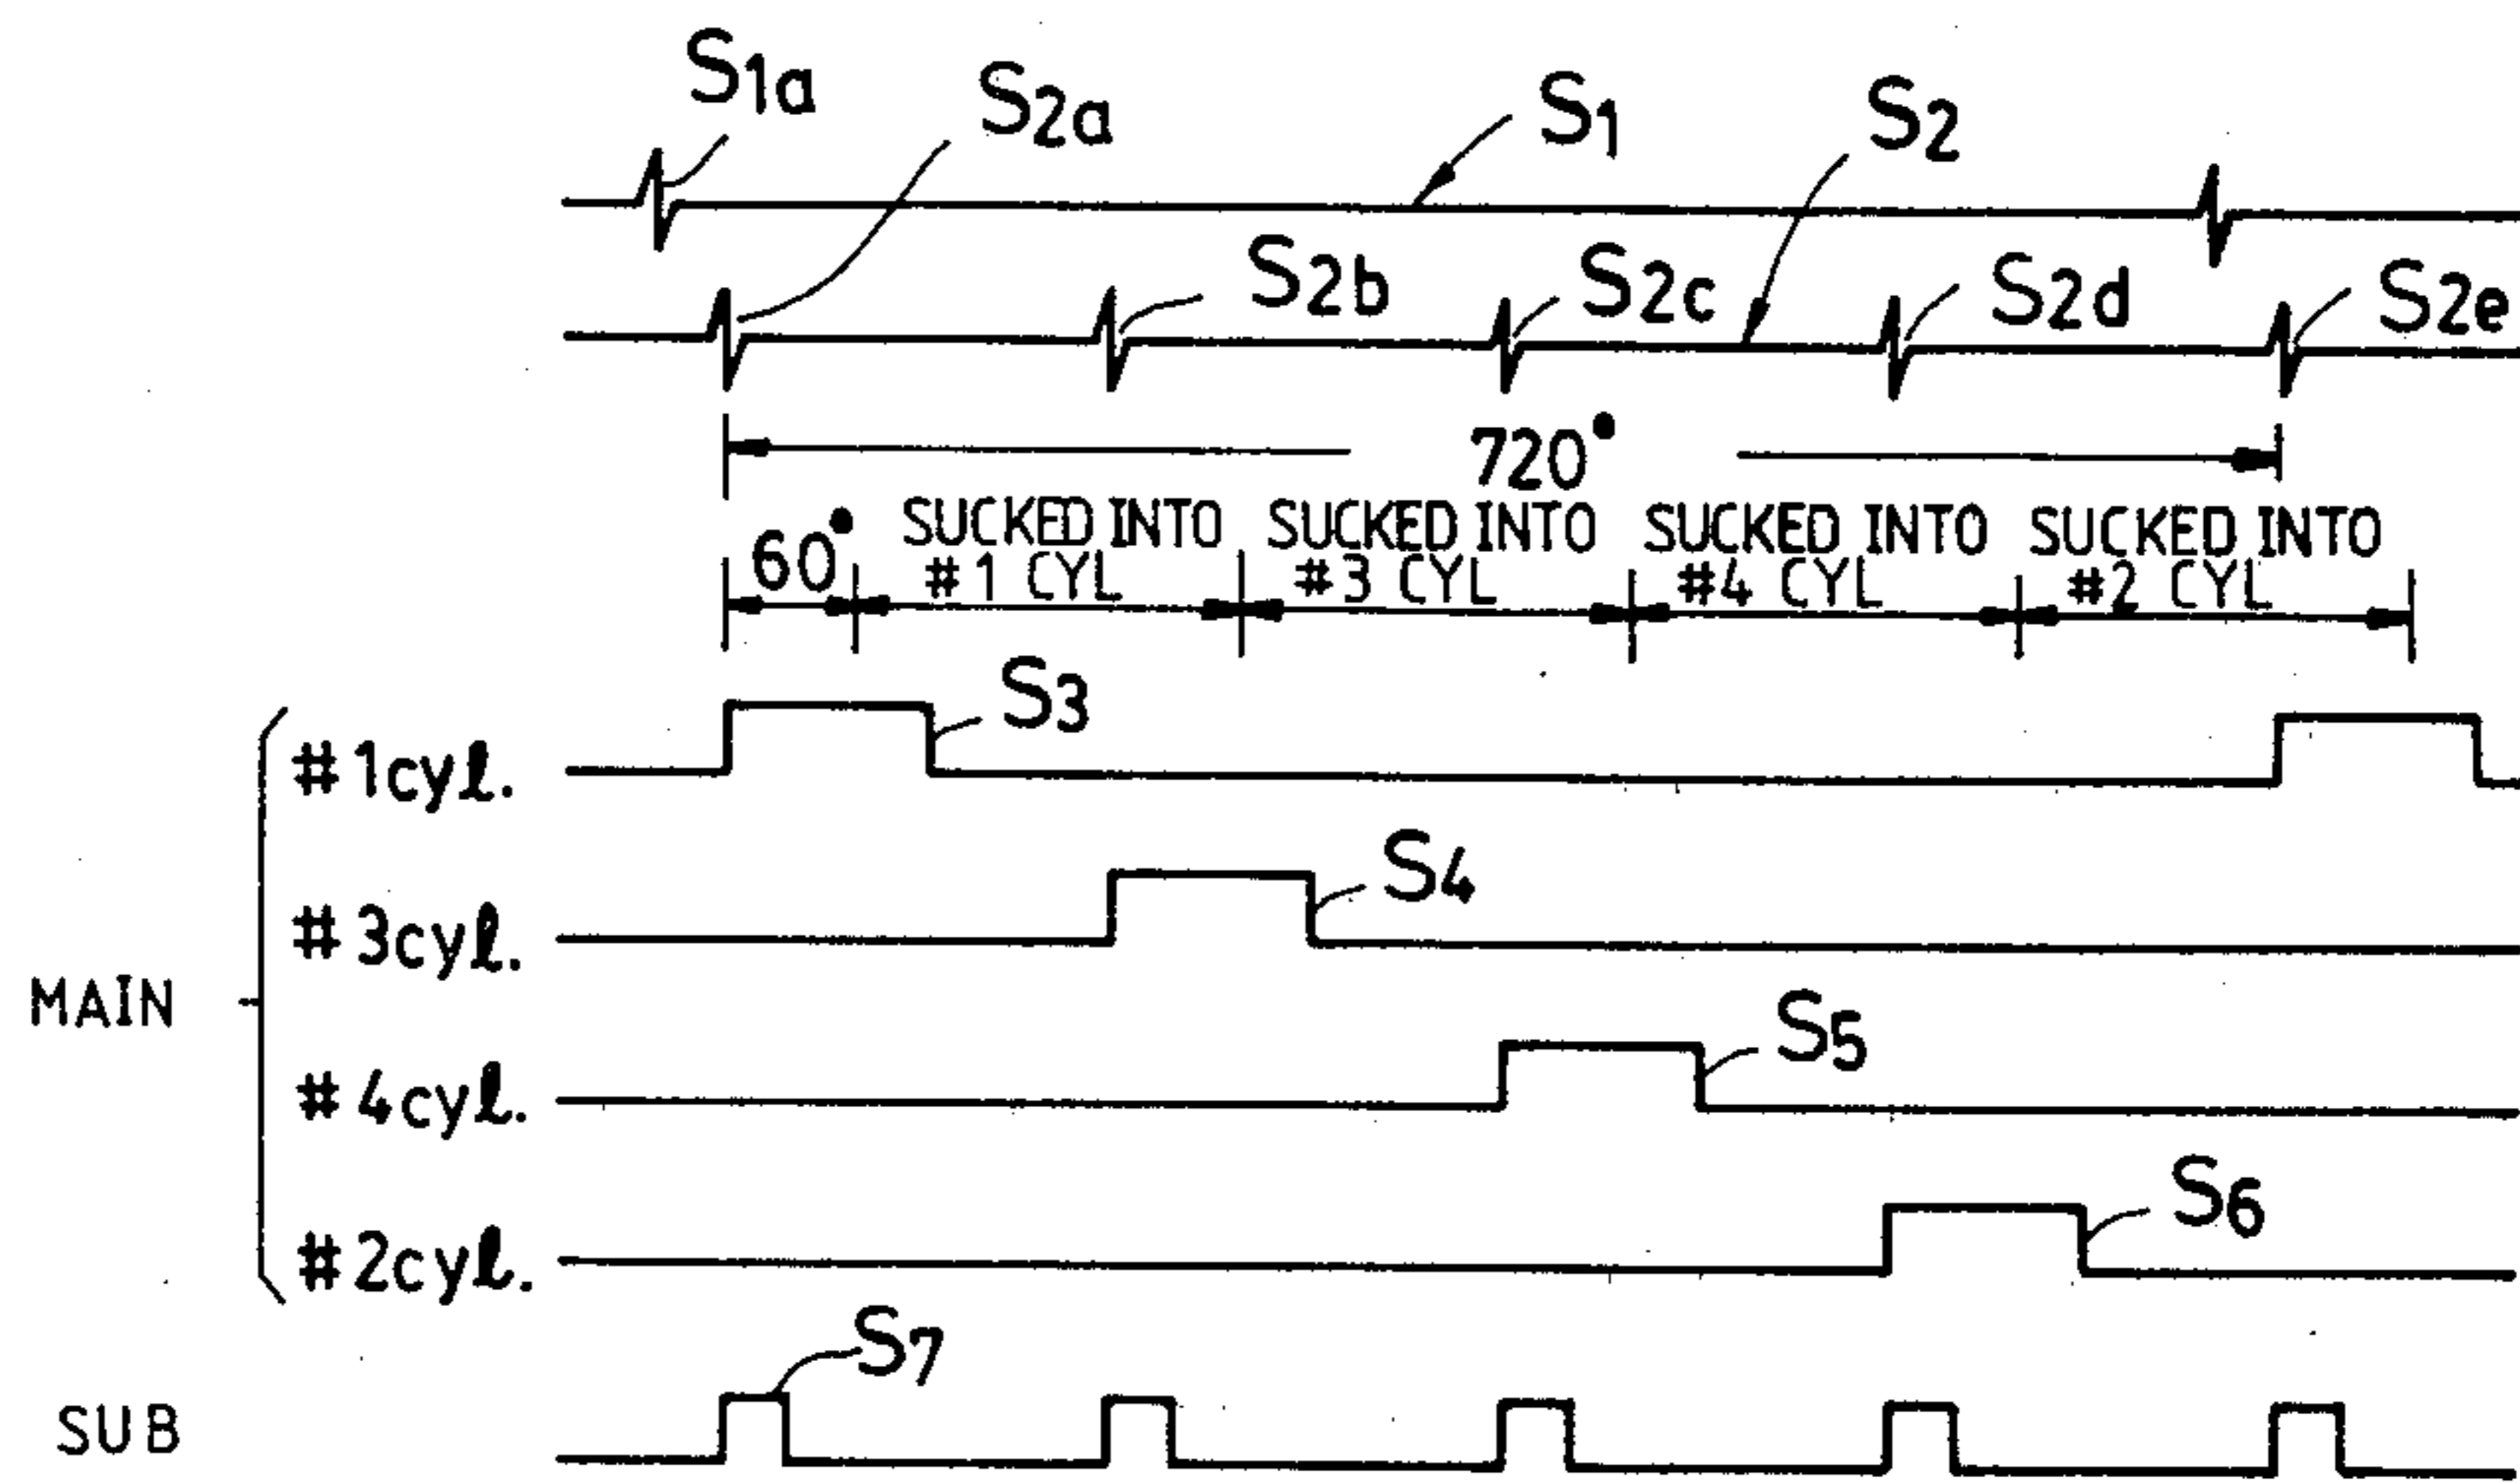 S1a
S2a
S1
S2
S2b
S2c
S2d
S2e
720°
60°
SUCKED INTO
#1 CYL
SUCKED INTO
#3 CYL
SUCKED INTO
#4 CYL
SUCKED INTO
#2 CYL
S3
#1cyl.
S4
#3cyl.
MAIN
S5
#4cyl.
S6
#2cyl.
S7
SUB